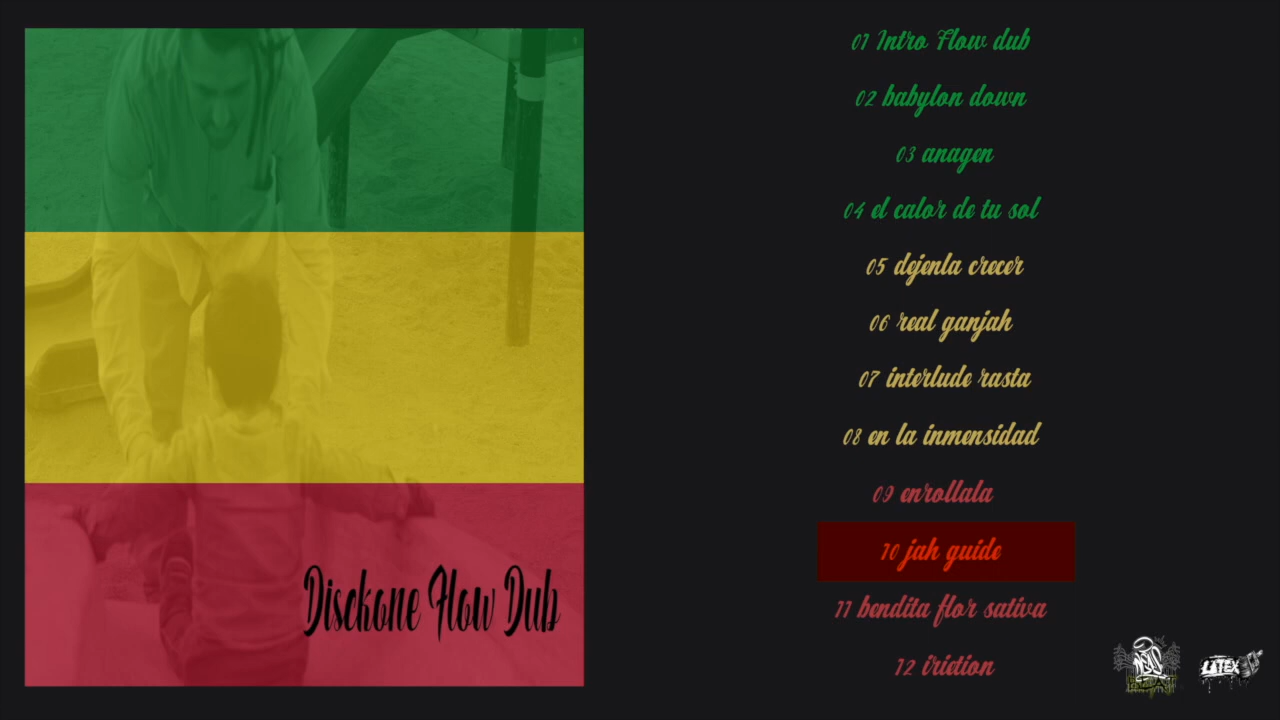 01 Intro Flow dub
02 babylon down
03 anagen
04 el calor de tu sol
05 dejenla crecer
06 real ganjah
07 interlude rasta
08 en la inmensidad
09 enrollala
10 jah guide
11 bendita flor sativa
12 irietion
Disckone Flow Dub
LATEX